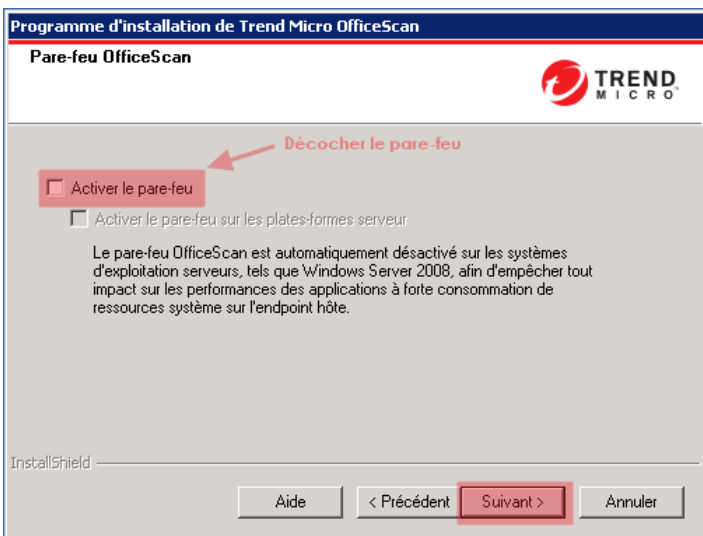 Programme d'installation de Trend Micro OfficeScan
Pare-feu OfficeScan
TREND
MICRO
Décocher le pare-feu
Activer le pare-feu
Activer le pare-feu sur les plates-formes serveur
Le pare-feu OfficeScan est automatiquement désactivé sur les systèmes
d'exploitation serveurs, tels que Windows Server 2008, afin d'empêcher tout
impact sur les performances des applications à forte consommation de
ressources système sur l'endpoint hôte.
InstallShield
Aide
< Précédent
Suivant >
Annuler